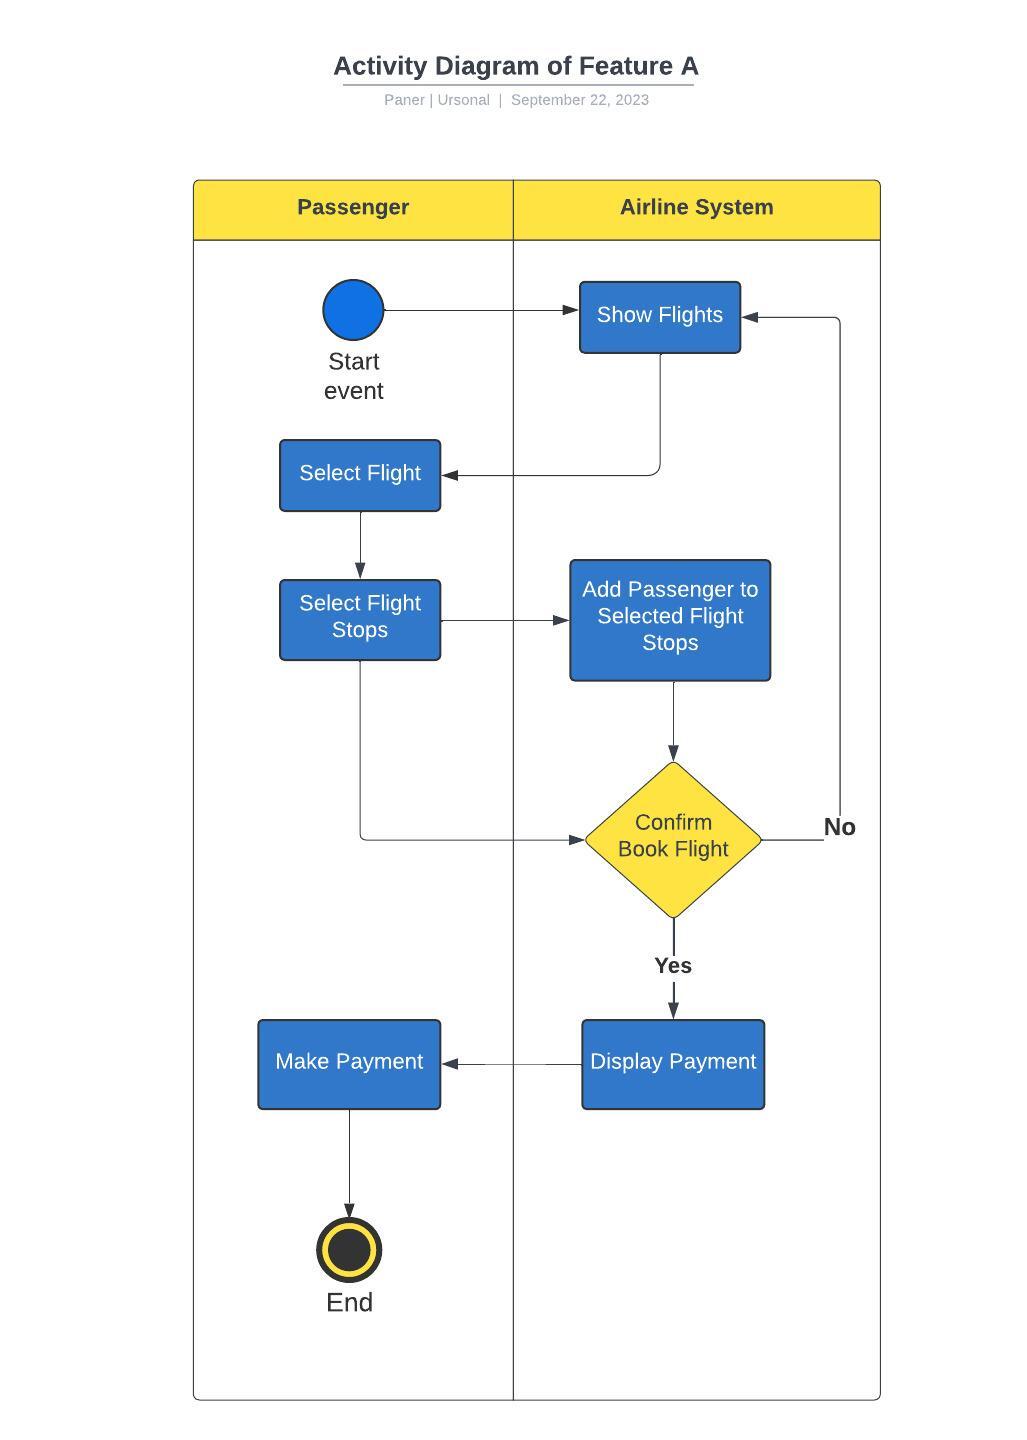 Activity Diagram of Feature A
Paner | Ursonal | September 22, 2023
Passenger
Airline System
Start
event
Show Flights
Select Flight
Select Flight
Stops
Add Passenger to
Selected Flight
Stops
Confirm
Book Flight
No
Yes
Make Payment
Display Payment
End